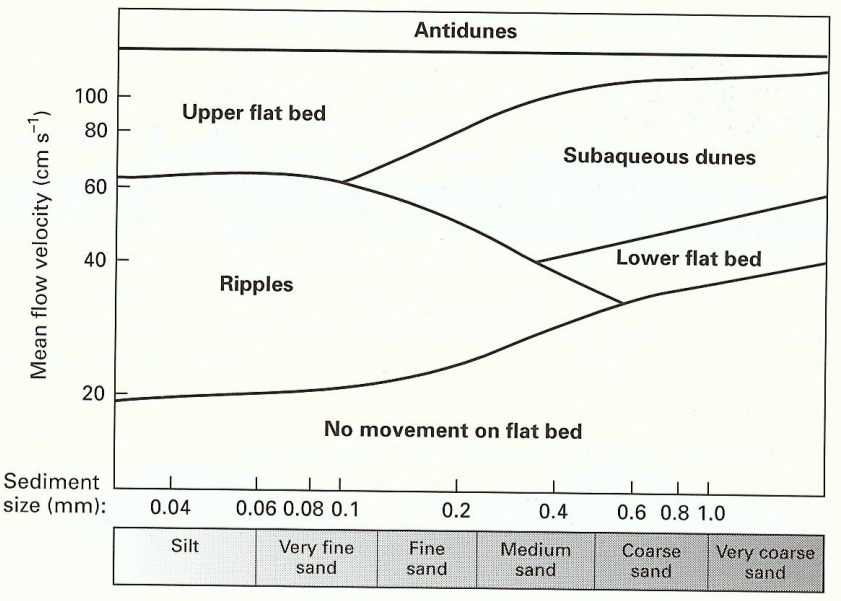 Antidunes
Upper flat bed
Subaqueous dunes
Lower flat bed
Ripples
No movement on flat bed
Mean flow velocity (cm s⁻¹)
100
80
60
40
20
Sediment
size (mm):
0.04 0.06 0.08 0.1 0.2 0.4 0.6 0.8 1.0
Silt
Very fine
sand
Fine
sand
Medium
sand
Coarse
sand
Very coarse
sand